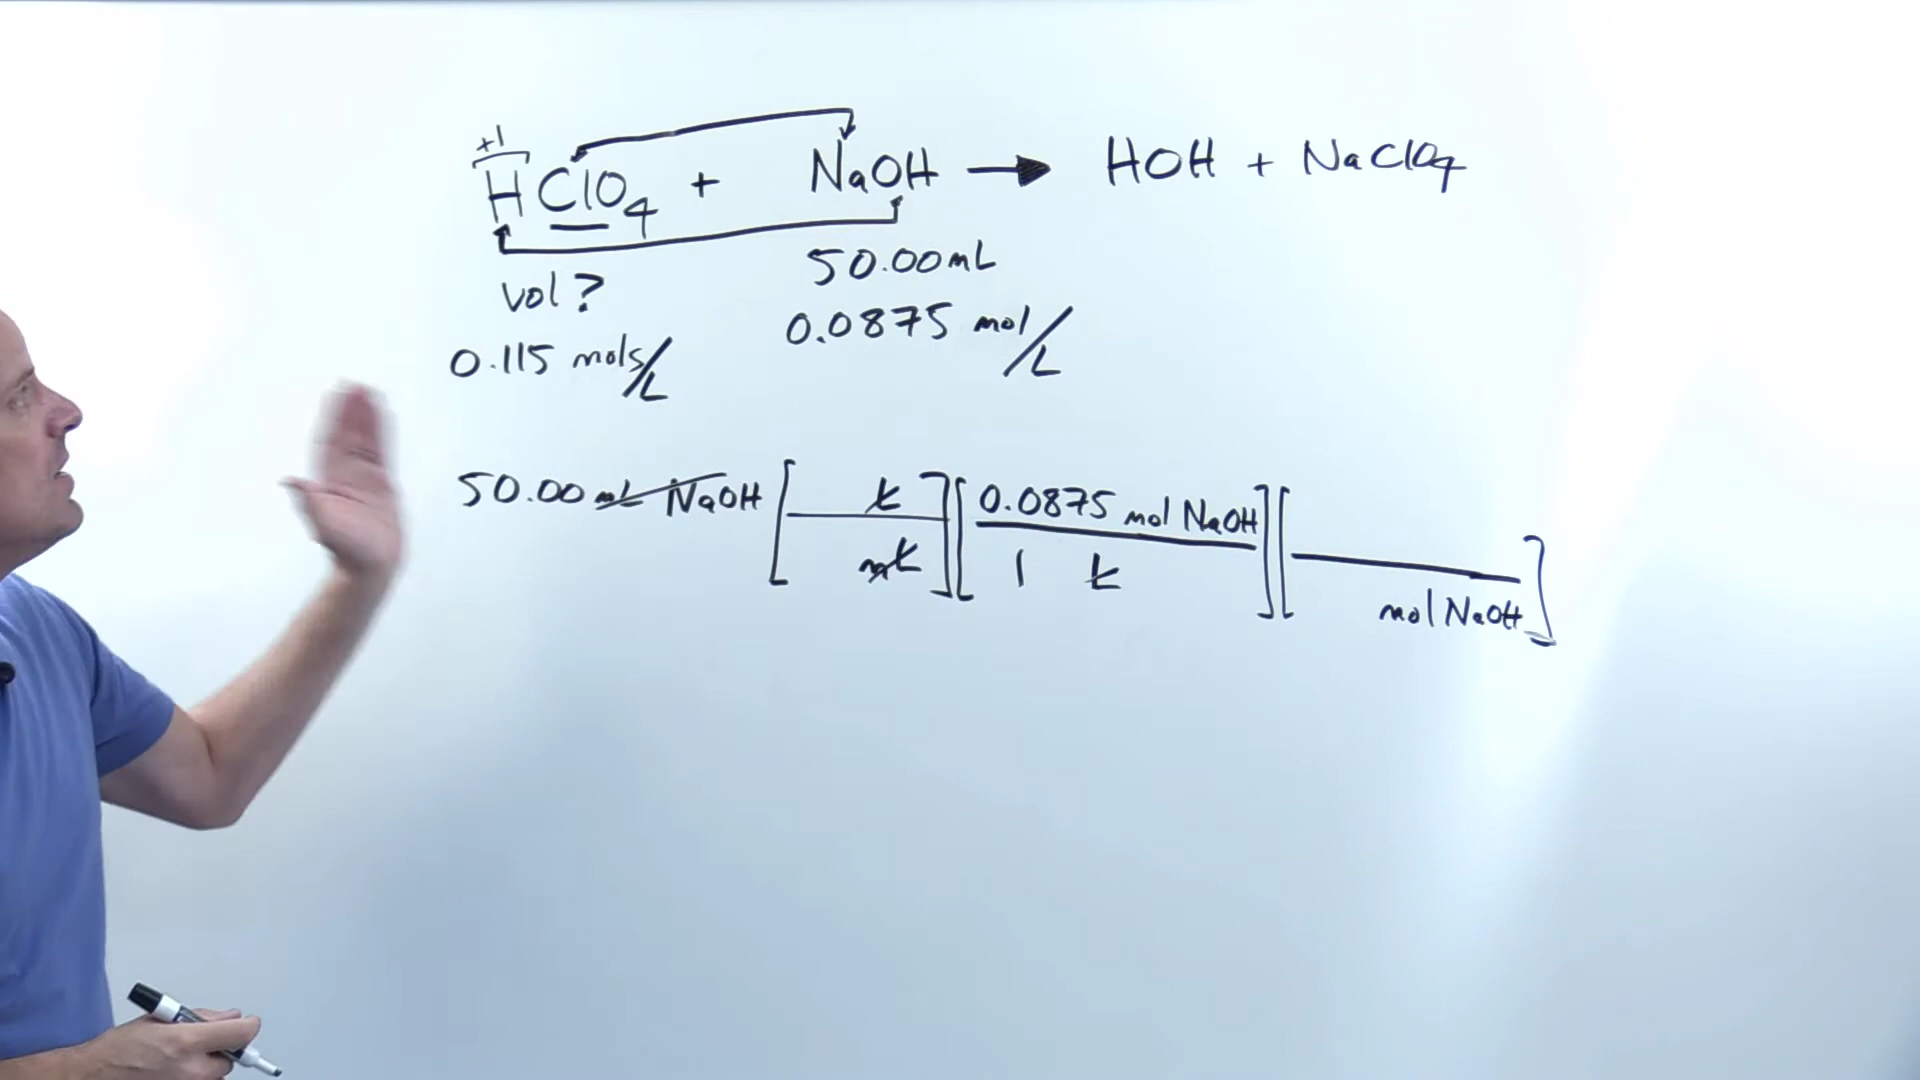 +1
HClO4 + NaOH → HOH + NaClO4
vol? 50.00mL
0.115 mols/L 0.0875 mol/L
50.00 mL NaOH [ L / mL ] [ 0.0875 mol NaOH / 1 L ] [ / mol NaOH ]